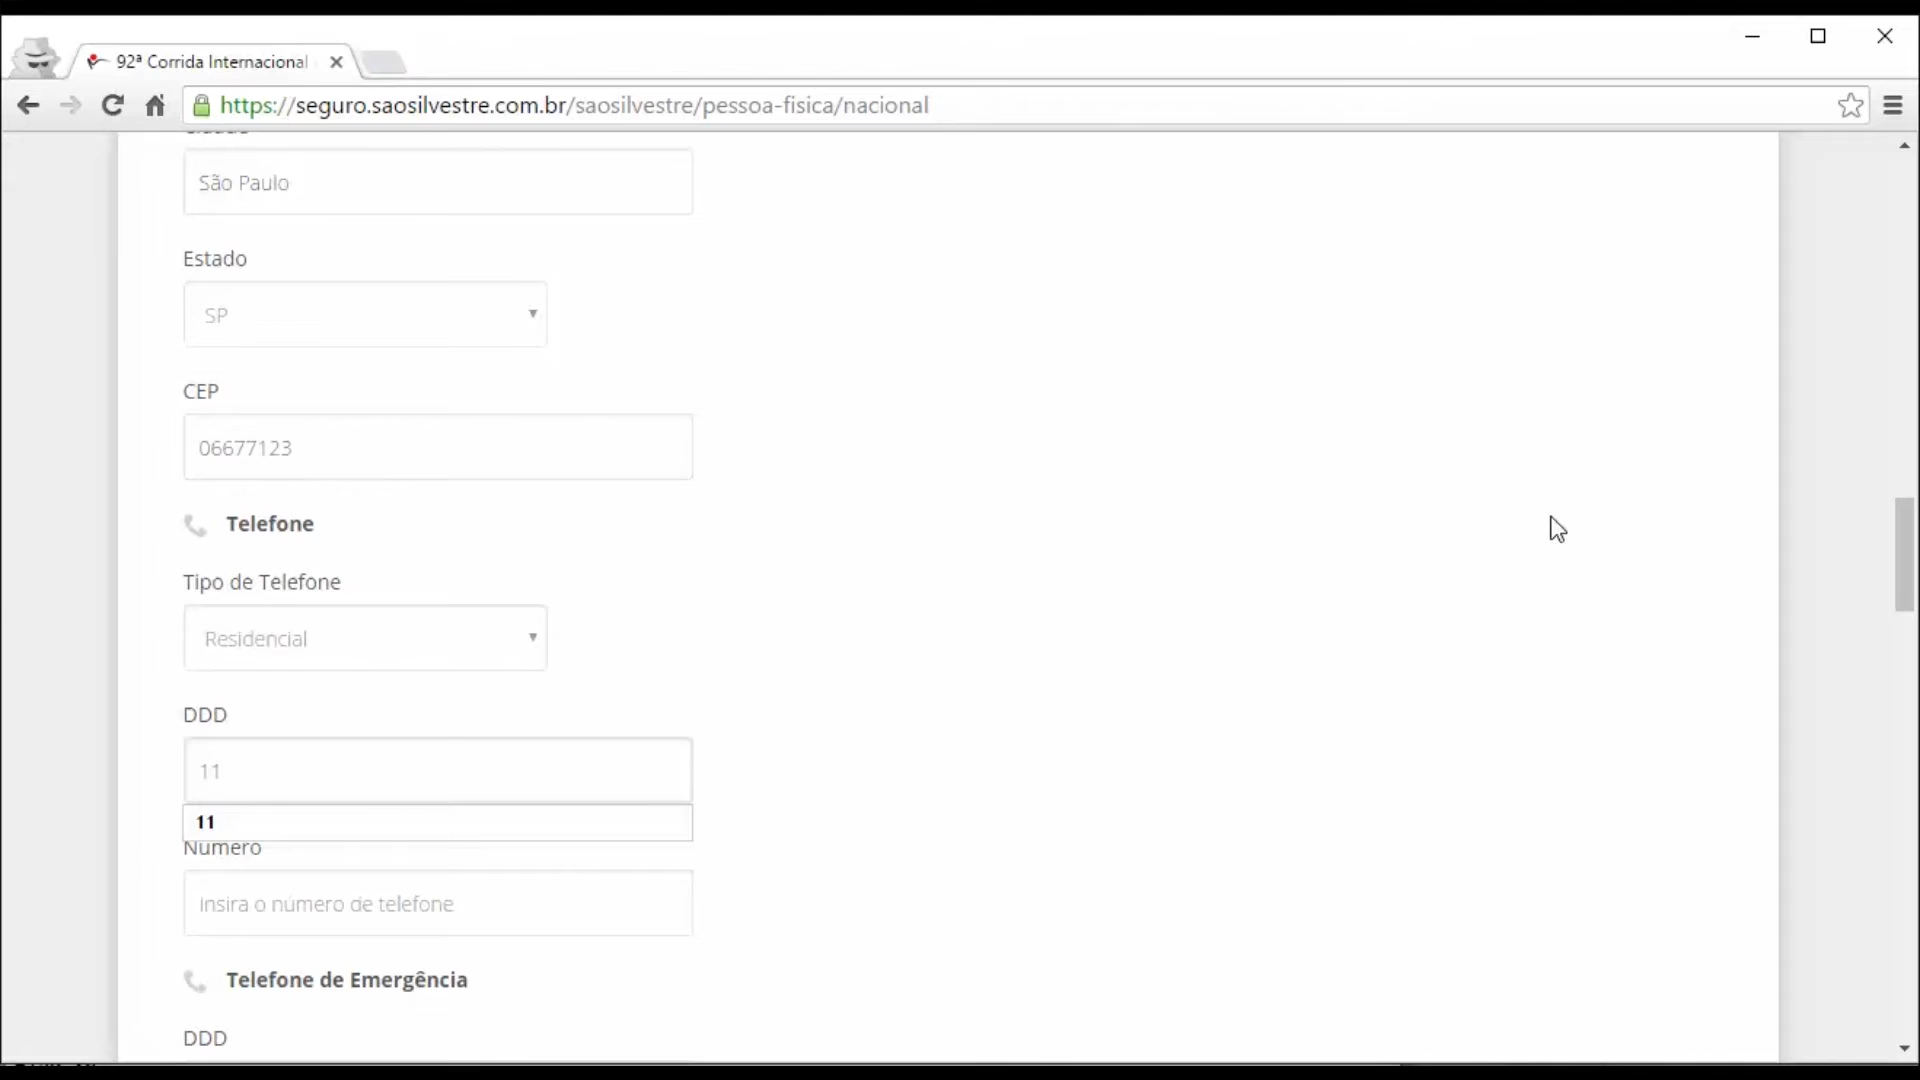 92ª Corrida Internacional
https://seguro.saosilvestre.com.br/saosilvestre/pessoa-fisica/nacional
São Paulo
Estado
SP
CEP
06677123
Telefone
Tipo de Telefone
Residencial
DDD
11
11
Número
Insira o número de telefone
Telefone de Emergência
DDD